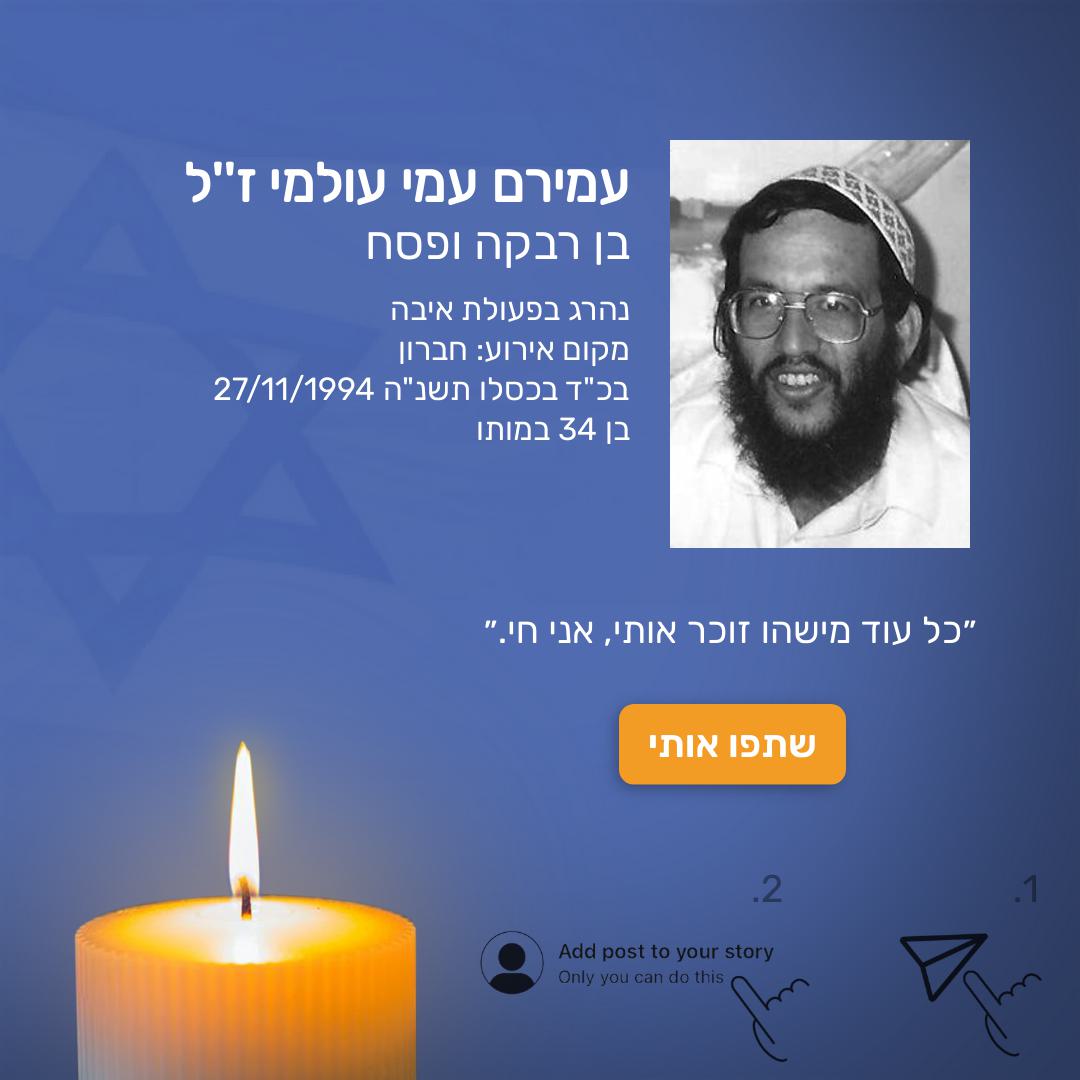 עמירם עמי עולמי ז"ל
בן רבקה ופסח
נהרג בפעולת איבה
מקום אירוע: חברון
בכ"ד בכסלו תשנ"ה 27/11/1994
בן 34 במותו
״כל עוד מישהו זוכר אותי, אני חי.״
שתפו אותי
1.
2.
Add post to your story
Only you can do this